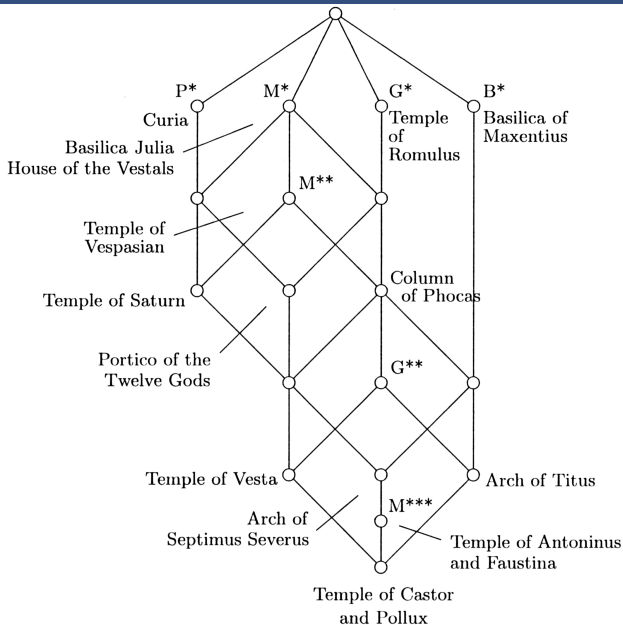 P*
M*
G*
B*
Curia
Temple
of
Romulus
Basilica of
Maxentius
Basilica Julia
House of the Vestals
M**
Temple of
Vespasian
Temple of Saturn
Column
of Phocas
Portico of the
Twelve Gods
G**
Temple of Vesta
Arch of Titus
M***
Arch of
Septimus Severus
Temple of Antoninus
and Faustina
Temple of Castor
and Pollux